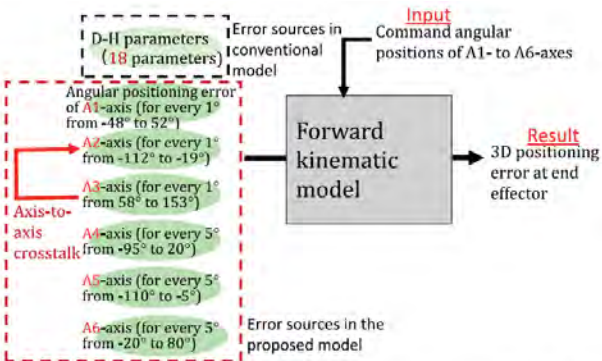 D-H parameters
(18 parameters)
Error sources in
conventional
model
Input
Command angular
positions of A1- to A6-axes
Angular positioning error
of A1-axis (for every 1°
from -48° to 52°)
A2-axis (for every 1°
from -112° to -19°)
A3-axis (for every 1°
from 58° to 153°)
A4-axis (for every 5°
from -95° to 20°)
A5-axis (for every 5°
from -110° to -5°)
A6-axis (for every 5°
from -20° to 80°)
Axis-to-
axis
crosstalk
Error sources in the
proposed model
Forward
kinematic
model
Result
3D positioning
error at end
effector